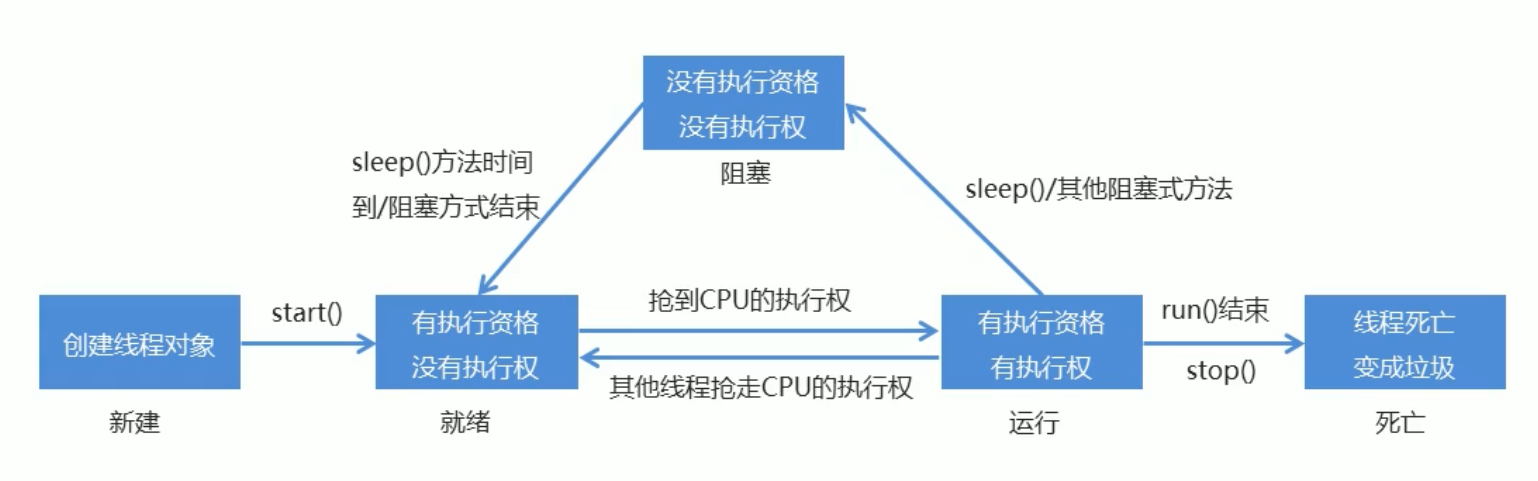 没有执行资格
没有执行权
阻塞
sleep()方法时间
到/阻塞方式结束
sleep()/其他阻塞式方法
创建线程对象
新建
start()
有执行资格
没有执行权
就绪
抢到CPU的执行权
其他线程抢走CPU的执行权
有执行资格
有执行权
运行
run()结束
stop()
线程死亡
变成垃圾
死亡